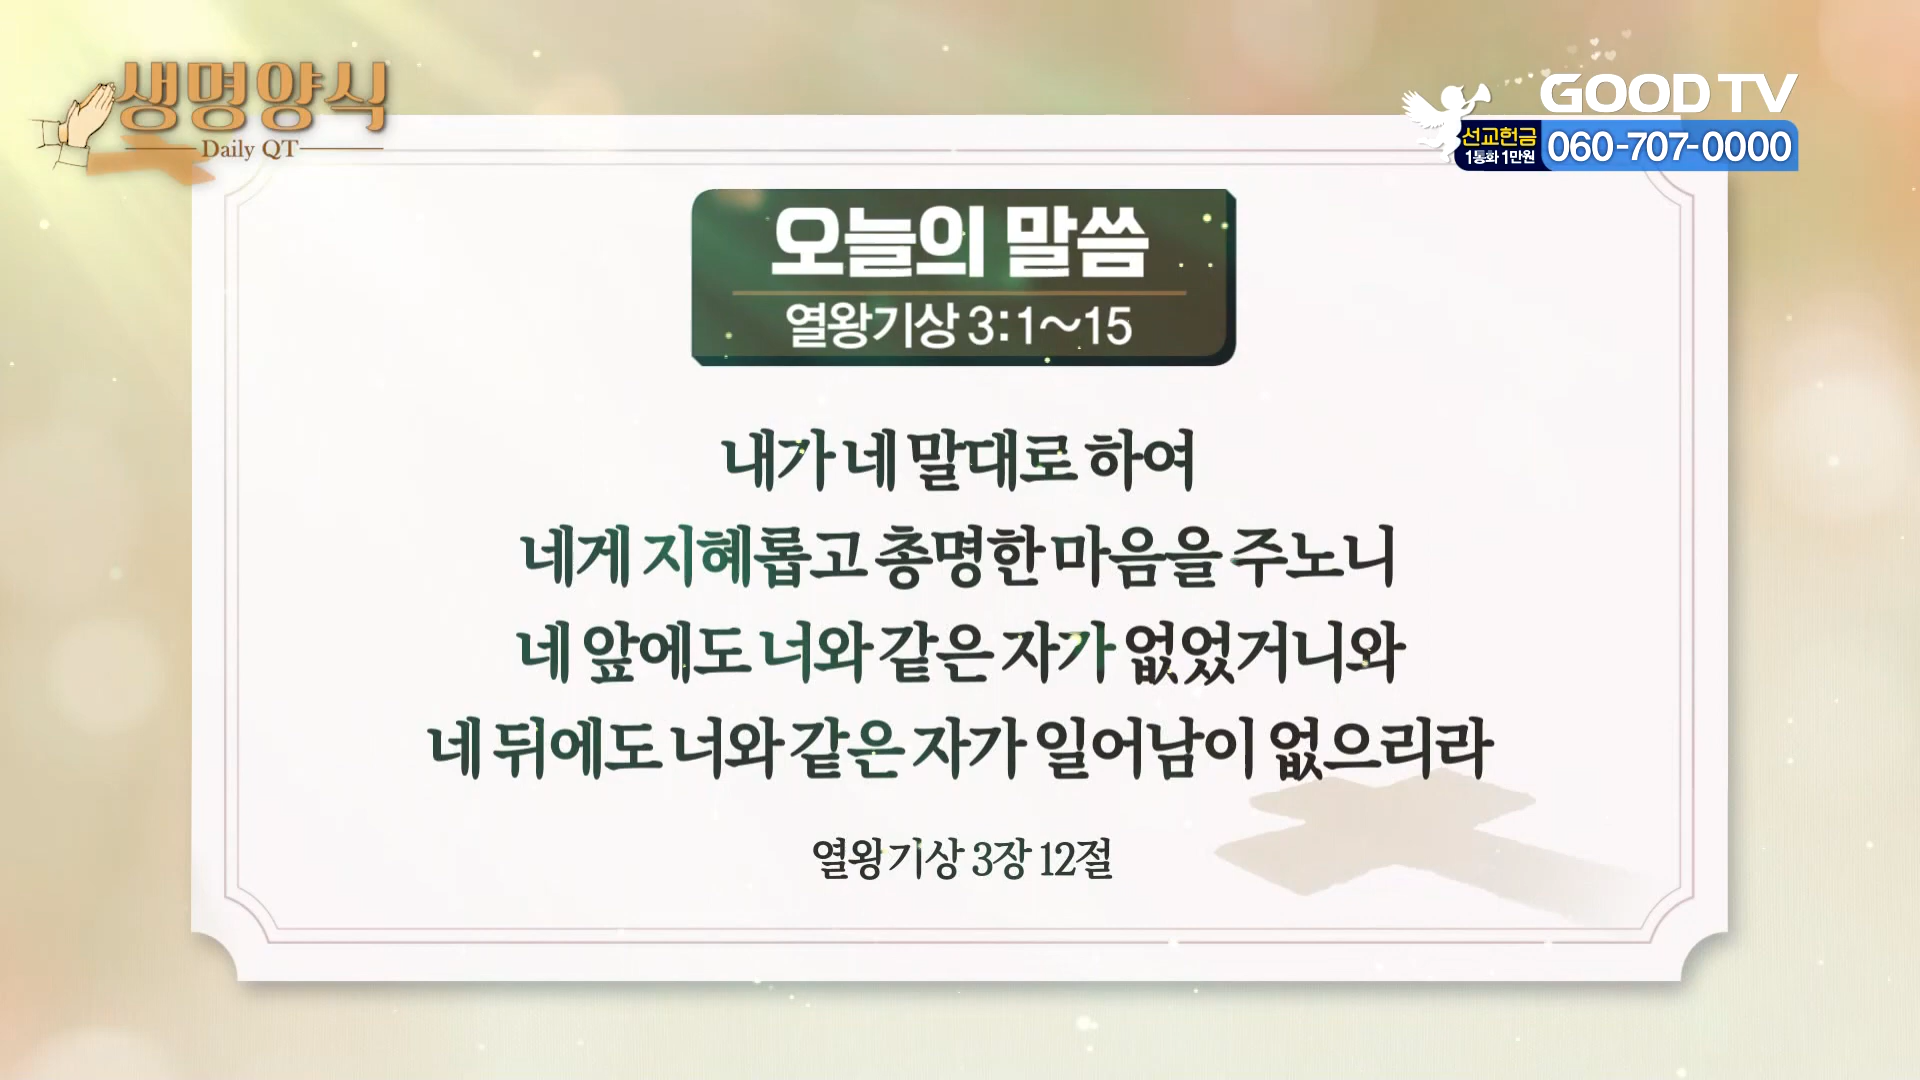 생명양식
Daily QT
GOOD TV
선교헌금
1통화 1만원
060-707-0000
오늘의 말씀
열왕기상 3:1~15
내가 네 말대로 하여
네게 지혜롭고 총명한 마음을 주노니
네 앞에도 너와 같은 자가 없었거니와
네 뒤에도 너와 같은 자가 일어남이 없으리라
열왕기상 3장 12절